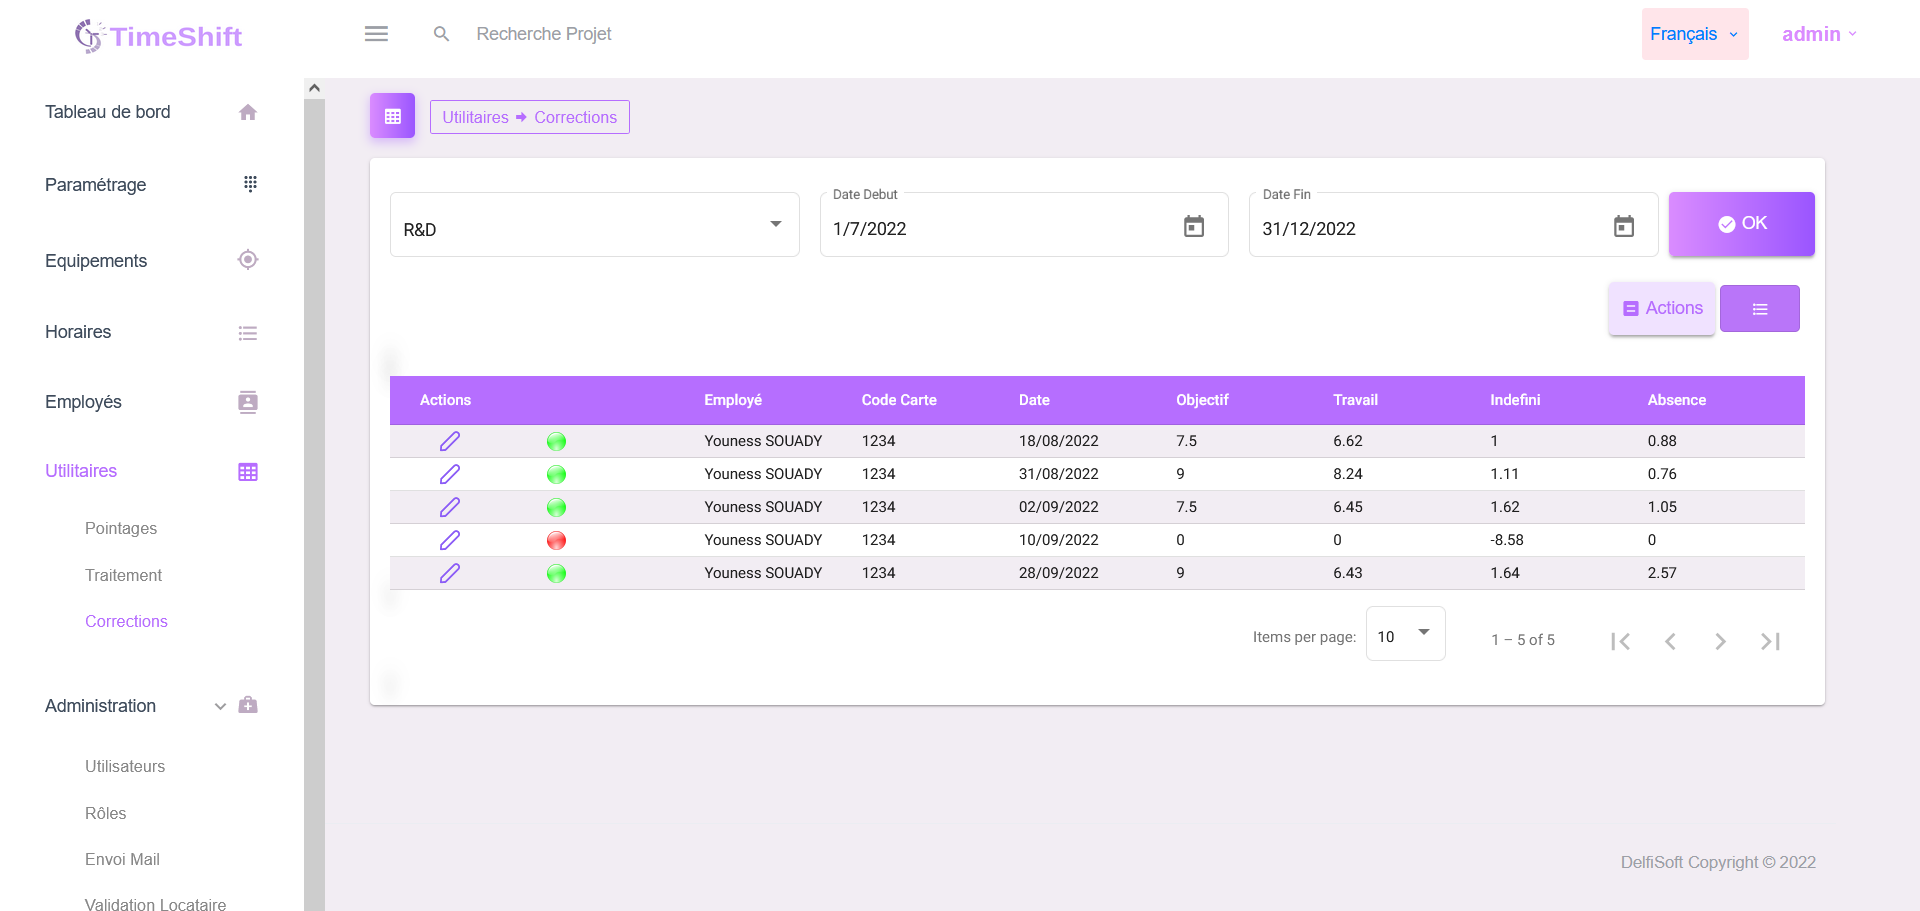 TimeShift
Recherche Projet
Français
admin
Tableau de bord
Paramétrage
Equipements
Horaires
Employés
Utilitaires
Pointages
Traitement
Corrections
Administration
Utilisateurs
Rôles
Envoi Mail
Validation Locataire
Utilitaires Corrections
R&D
Date Debut
1/7/2022
Date Fin
31/12/2022
OK
Actions
Actions Employé Code Carte Date Objectif Travail Indefini Absence
Youness SOUADY 1234 18/08/2022 7.5 6.62 1 0.88
Youness SOUADY 1234 31/08/2022 9 8.24 1.11 0.76
Youness SOUADY 1234 02/09/2022 7.5 6.45 1.62 1.05
Youness SOUADY 1234 10/09/2022 0 0 -8.58 0
Youness SOUADY 1234 28/09/2022 9 6.43 1.64 2.57
Items per page: 10 1 – 5 of 5
DelfiSoft Copyright © 2022